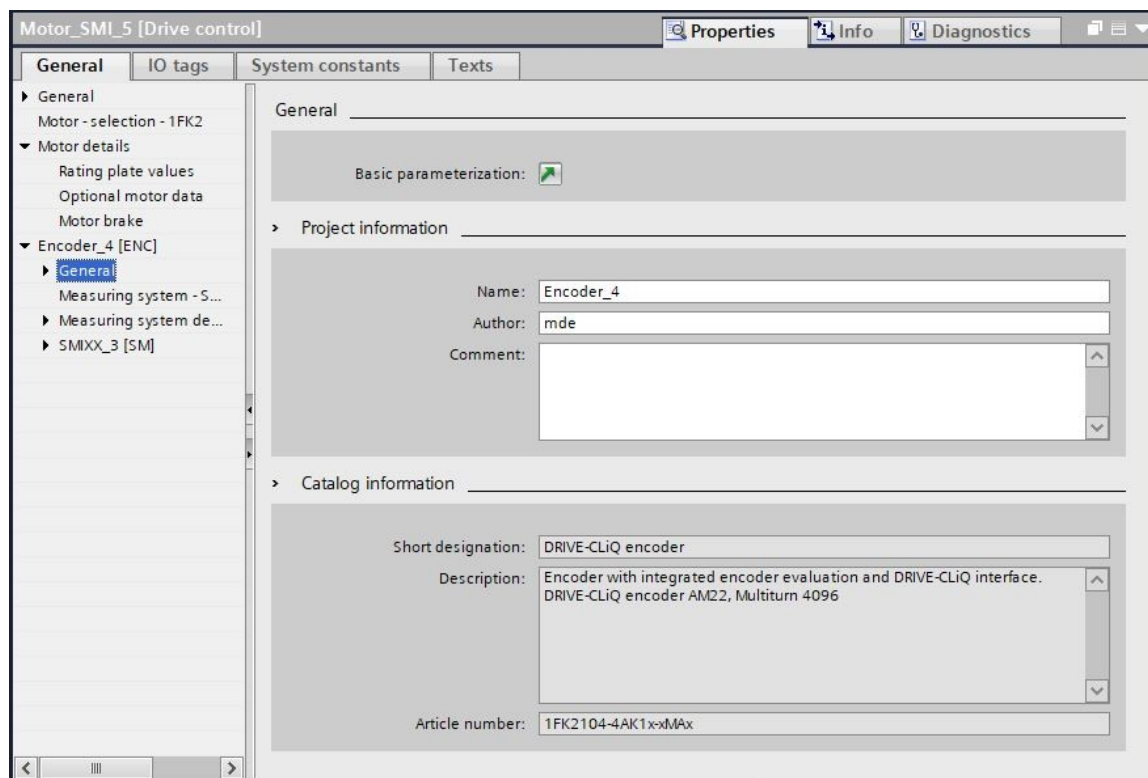 Motor_SMI_5 [Drive control]
Properties
Info
Diagnostics
General
IO tags
System constants
Texts
General
Motor - selection - 1FK2
Motor details
Rating plate values
Optional motor data
Motor brake
Encoder_4 [ENC]
General
Measuring system - S...
Measuring system de...
SMIXX_3 [SM]
General
Basic parameterization:
Project information
Name: Encoder_4
Author: mde
Comment:
Catalog information
Short designation: DRIVE-CLiQ encoder
Description: Encoder with integrated encoder evaluation and DRIVE-CLiQ interface.
DRIVE-CLiQ encoder AM22, Multiturn 4096
Article number: 1FK2104-4AK1x-xMAx